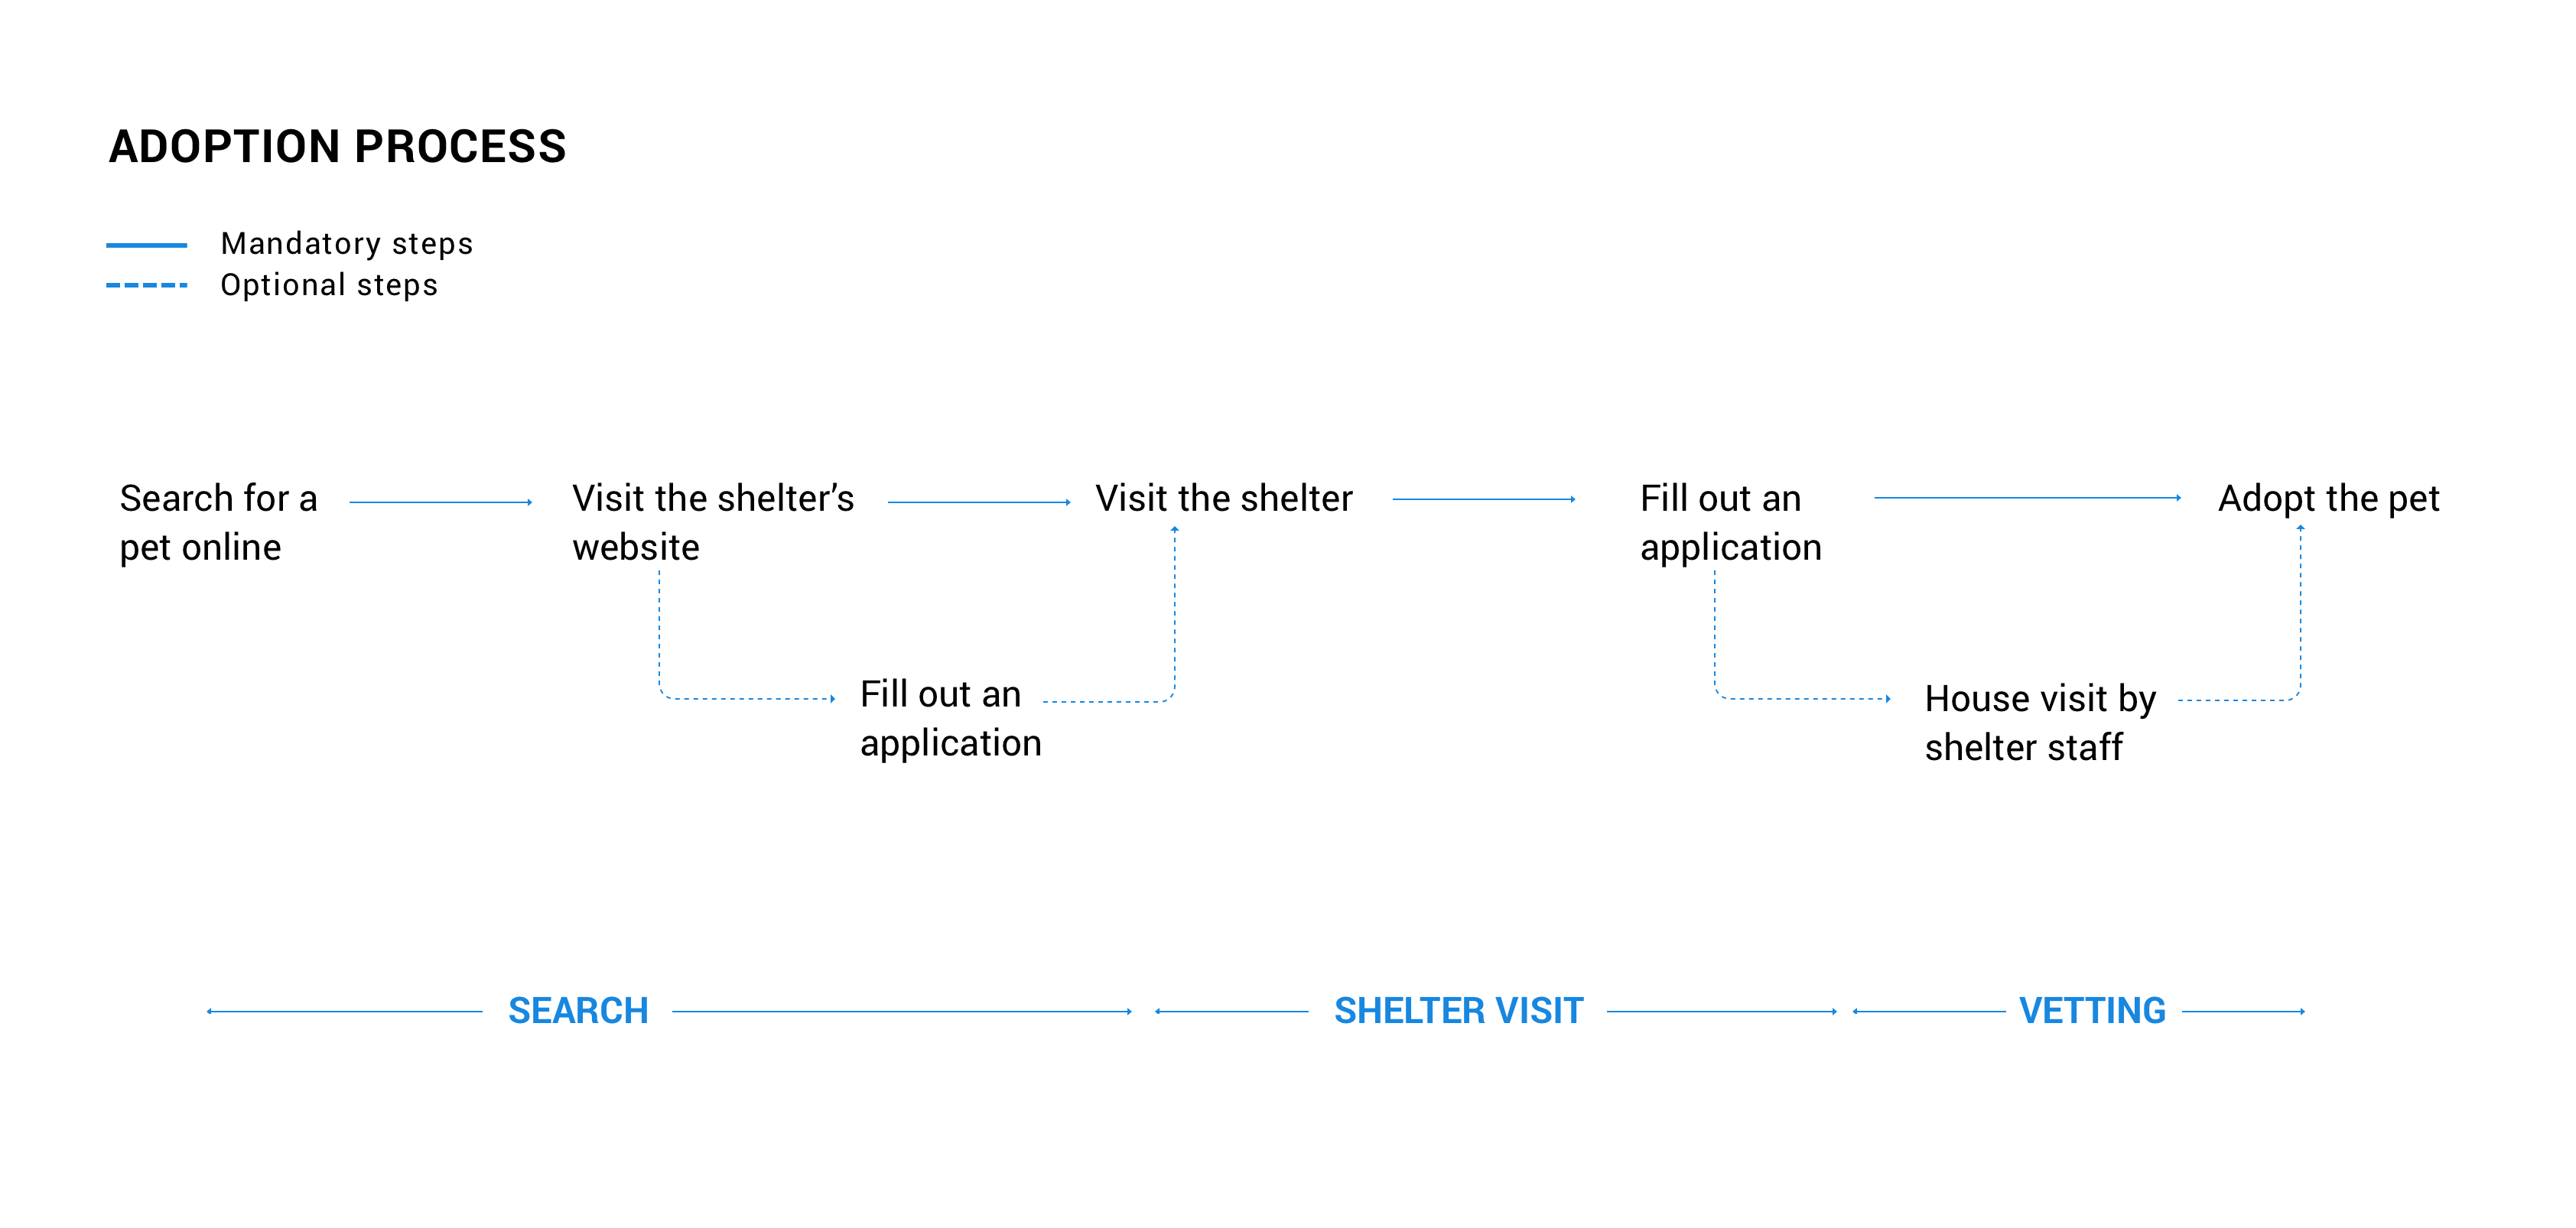 ADOPTION PROCESS
Mandatory steps
Optional steps
Search for a
pet online
Visit the shelter’s
website
Visit the shelter
Fill out an
application
Adopt the pet
Fill out an
application
House visit by
shelter staff
SEARCH
SHELTER VISIT
VETTING